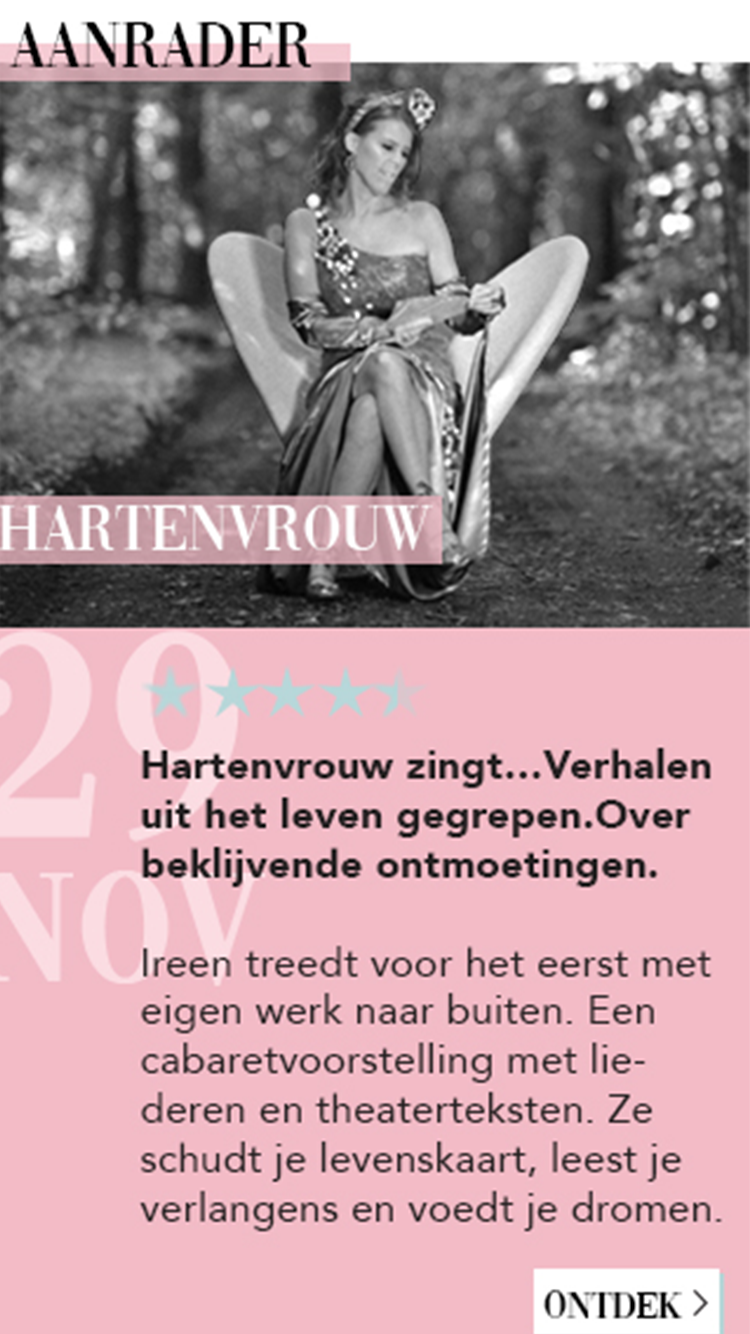 AANRADER
HARTENVROUW
29
NOV
Hartenvrouw zingt...Verhalen
uit het leven gegrepen.Over
beklijvende ontmoetingen.
Ireen treedt voor het eerst met
eigen werk naar buiten. Een
cabaretvoorstelling met lie-
deren en theaterteksten. Ze
schudt je levenskaart, leest je
verlangens en voedt je dromen.
ONTDEK >